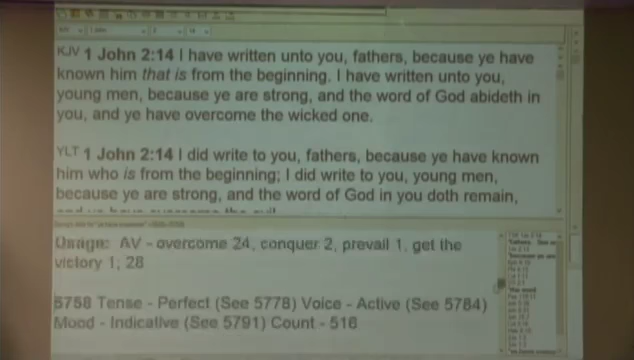 KJV 1 John 2:14 I have written unto you, fathers, because ye have
known him that is from the beginning. I have written unto you,
young men, because ye are strong, and the word of God abideth in
you, and ye have overcome the wicked one.
YLT 1 John 2:14 I did write to you, fathers, because ye have known
him who is from the beginning; I did write to you, young men,
because ye are strong, and the word of God in you doth remain,
Usage: AV - overcome 24, conquer 2, prevail 1, get the
victory 1; 28
5758 Tense - Perfect (See 5778) Voice - Active (See 5784)
Mood - Indicative (See 5791) Count - 516